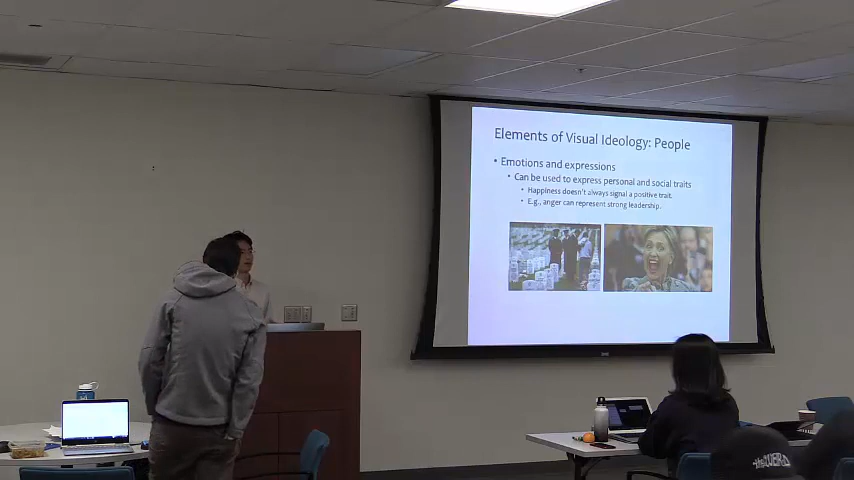 Elements of Visual Ideology: People
• Emotions and expressions
• Can be used to express personal and social traits
• Happiness doesn't always signal a positive trait.
• E.g., anger can represent strong leadership.